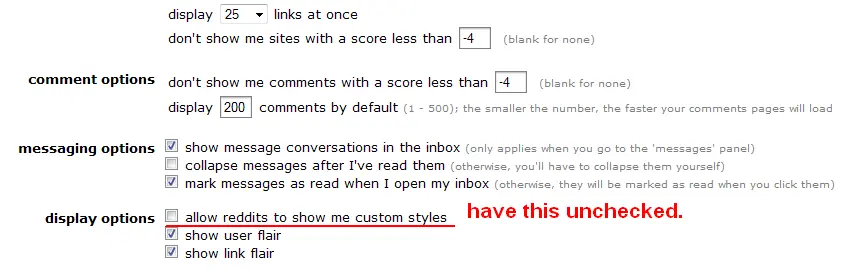 display 25 links at once
don't show me sites with a score less than -4 (blank for none)
comment options don't show me comments with a score less than -4 (blank for none)
display 200 comments by default (1 - 500); the smaller the number, the faster your comments pages will load
messaging options show message conversations in the inbox (only applies when you go to the 'messages' panel)
collapse messages after I've read them (otherwise, you'll have to collapse them yourself)
mark messages as read when I open my inbox (otherwise, they will be marked as read when you click them)
display options allow reddits to show me custom styles have this unchecked.
show user flair
show link flair